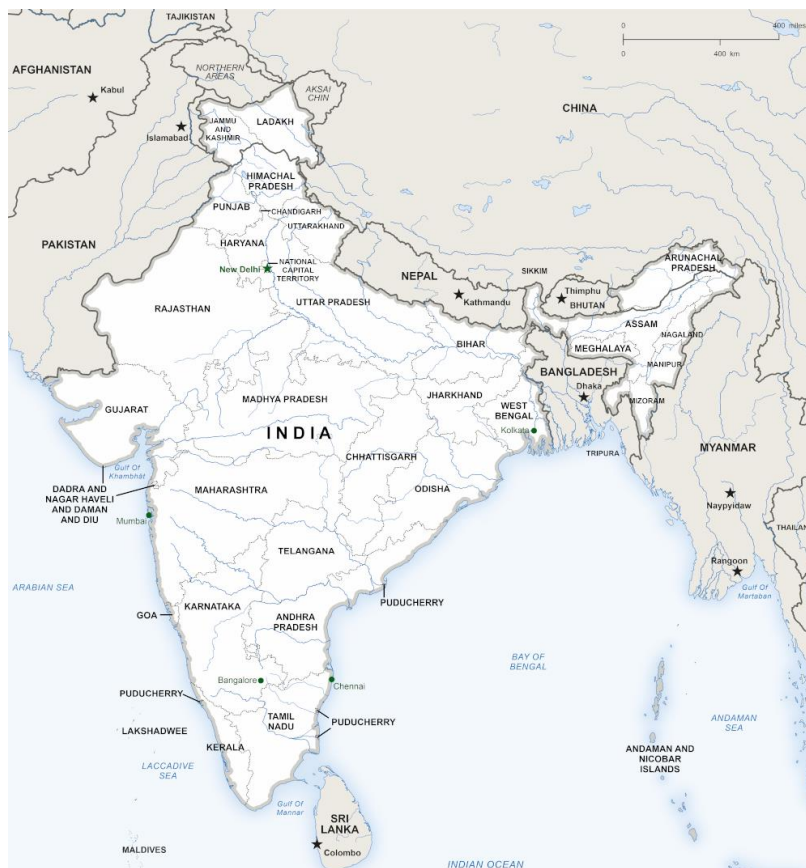 TAJIKISTAN
0
400 miles
0
400 km
AFGHANISTAN
Kabul
NORTHERN
AREAS
AKSAI
CHIN
CHINA
Islamabad
JAMMU
AND
KASHMIR
LADAKH
HIMACHAL
PRADESH
PUNJAB
CHANDIGARH
UTTARAKHAND
PAKISTAN
HARYANA
NATIONAL
CAPITAL
TERRITORY
New Delhi
NEPAL
Kathmandu
SIKKIM
Thimphu
BHUTAN
ARUNACHAL
PRADESH
RAJASTHAN
UTTAR PRADESH
ASSAM
NAGALAND
BIHAR
MEGHALAYA
MANIPUR
BANGLADESH
Dhaka
MIZORAM
GUJARAT
MADHYA PRADESH
JHARKHAND
WEST
BENGAL
Kolkata
INDIA
TRIPURA
MYANMAR
CHHATTISGARH
Gulf Of
Khambhât
DADRA AND
NAGAR HAVELI
AND DAMAN
AND DIU
MAHARASHTRA
ODISHA
Naypyidaw
Mumbai
THAILAN
TELANGANA
Rangoon
ARABIAN SEA
Gulf Of
Martaban
GOA
KARNATAKA
PUDUCHERRY
ANDHRA
PRADESH
BAY OF
BENGAL
Bangalore
Chennai
PUDUCHERRY
TAMIL
NADU
PUDUCHERRY
ANDAMAN
SEA
LAKSHADWEE
KERALA
ANDAMAN AND
NICOBAR
ISLANDS
LACCADIVE
SEA
Gulf Of
Mannar
SRI
LANKA
Colombo
MALDIVES
INDIAN OCEAN